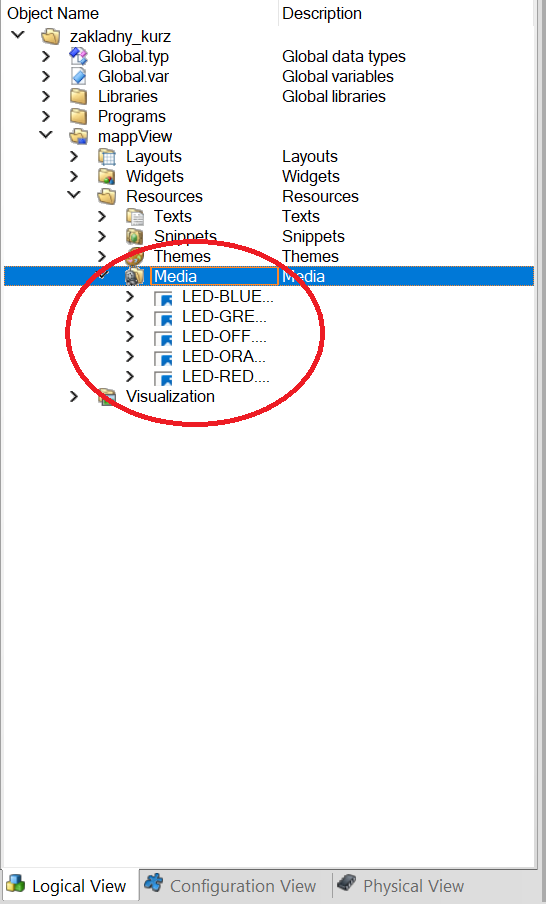 Object Name Description
zakladny_kurz
Global.typ Global data types
Global.var Global variables
Libraries Global libraries
Programs
mappView
Layouts Layouts
Widgets Widgets
Resources Resources
Texts Texts
Snippets Snippets
Themes Themes
Media Media
LED-BLUE...
LED-GRE...
LED-OFF....
LED-ORA...
LED-RED....
Visualization
Logical View Configuration View Physical View